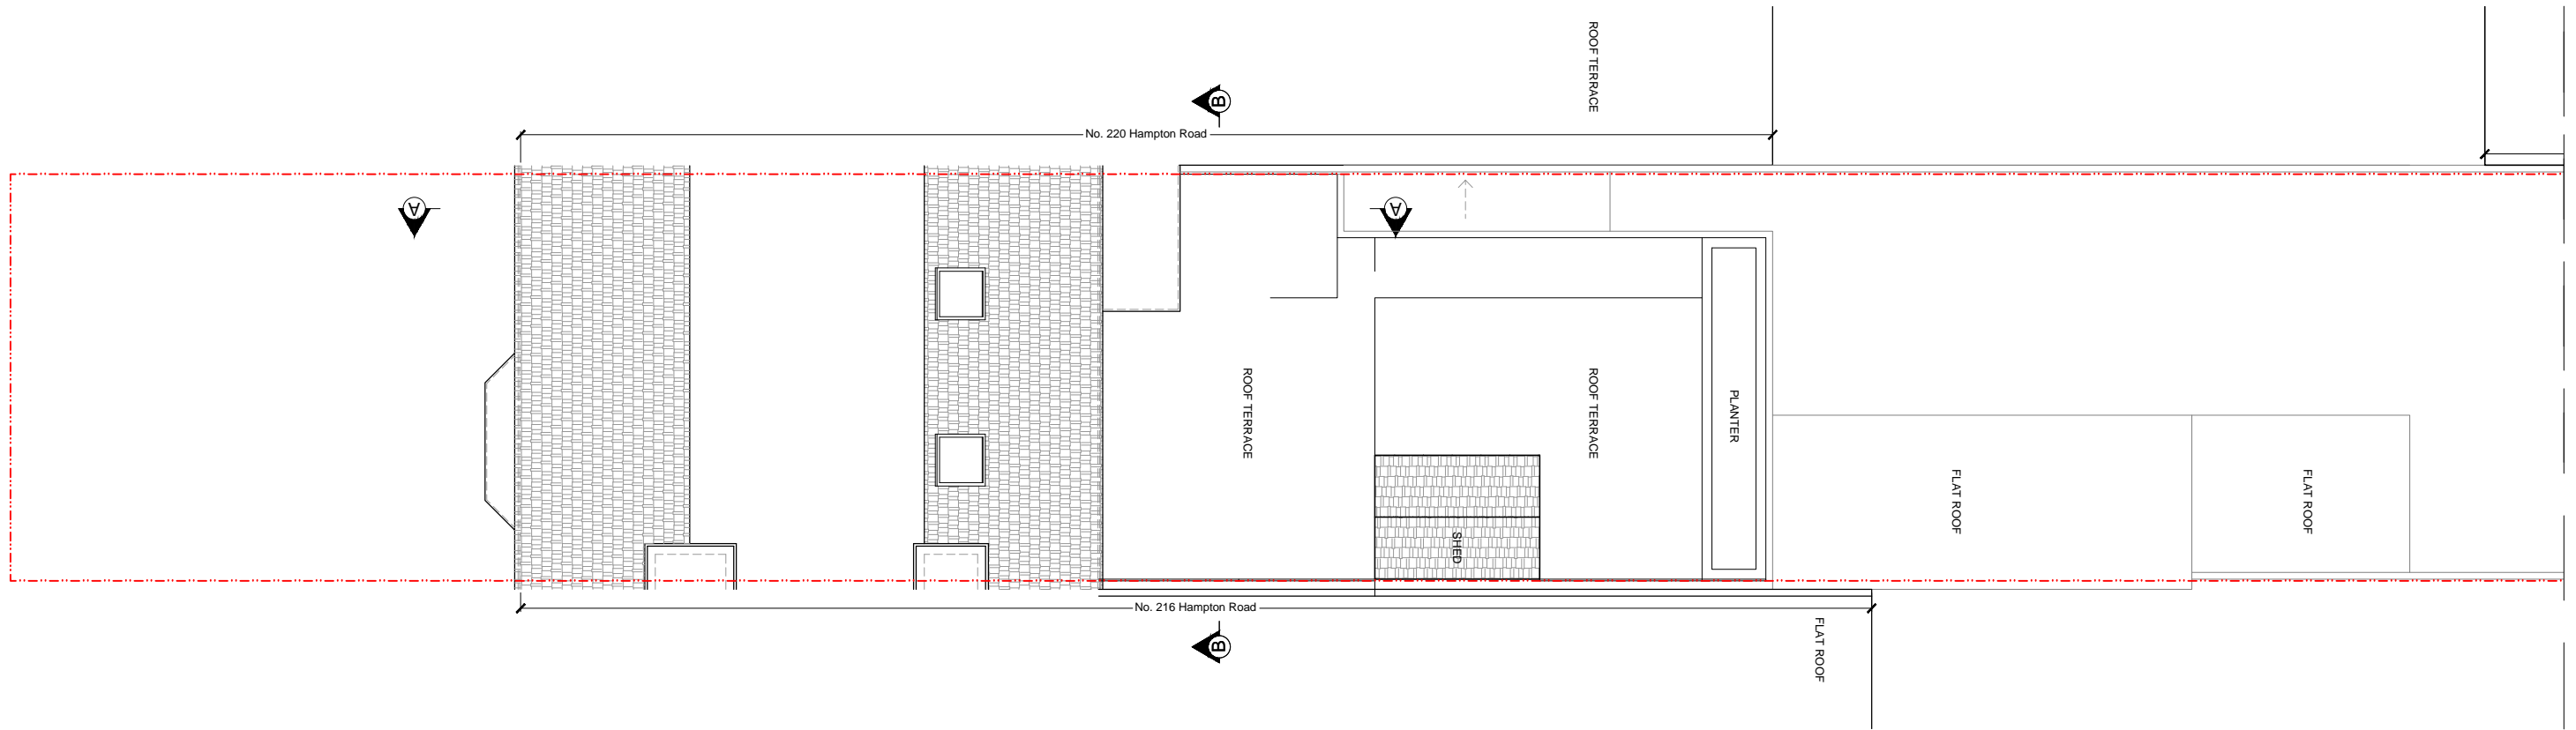 ROOF TERRACE
B
No. 220 Hampton Road
A
A
ROOF TERRACE
ROOF TERRACE
PLANTER
SHED
FLAT ROOF
FLAT ROOF
No. 216 Hampton Road
B
FLAT ROOF